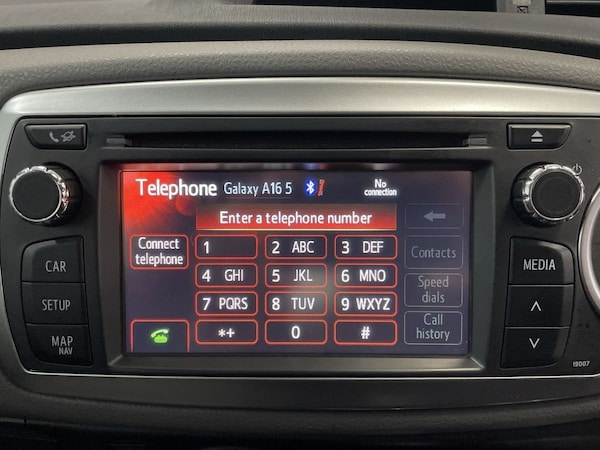 Telephone Galaxy A16 5 No connection
Enter a telephone number
Connect telephone
1 2 ABC 3 DEF
4 GHI 5 JKL 6 MNO
7 PQRS 8 TUV 9 WXYZ
*+ 0 #
Contacts
Speed dials
Call history
CAR
SETUP
MAP NAV
MEDIA
19007